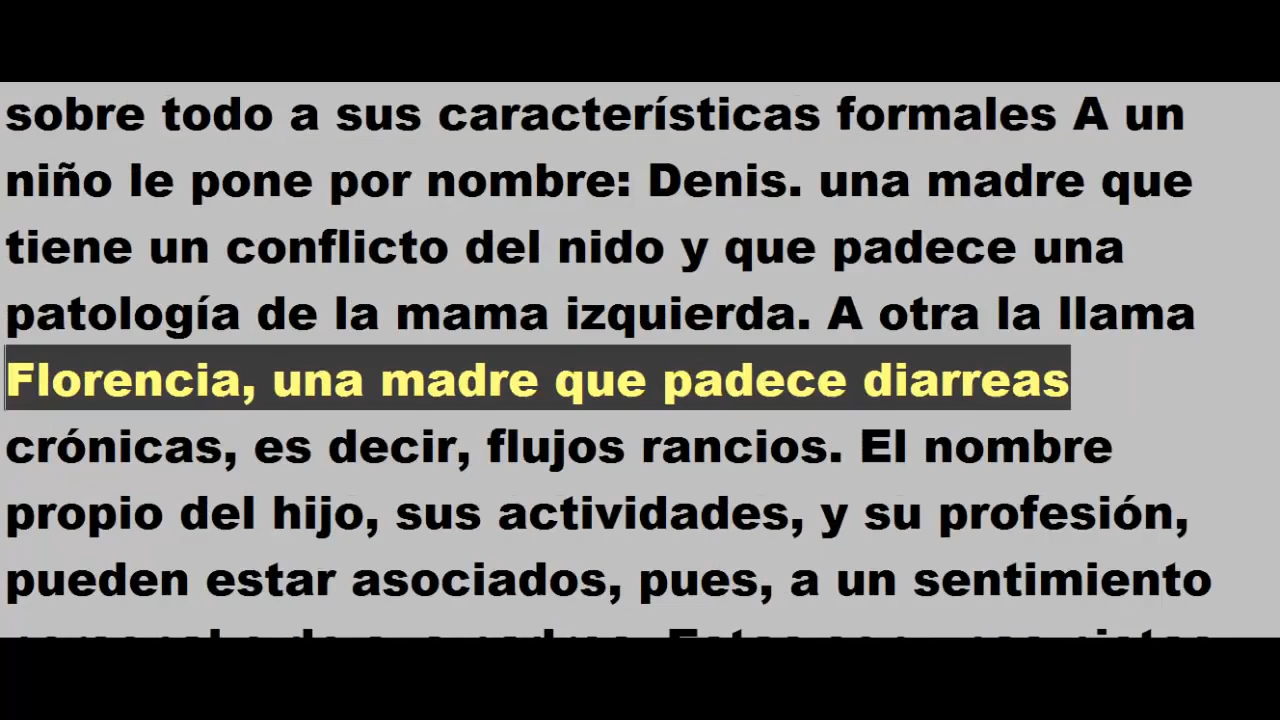 sobre todo a sus características formales A un
niño le pone por nombre: Denis. una madre que
tiene un conflicto del nido y que padece una
patología de la mama izquierda. A otra la llama
Florencia, una madre que padece diarreas
crónicas, es decir, flujos rancios. El nombre
propio del hijo, sus actividades, y su profesión,
pueden estar asociados, pues, a un sentimiento